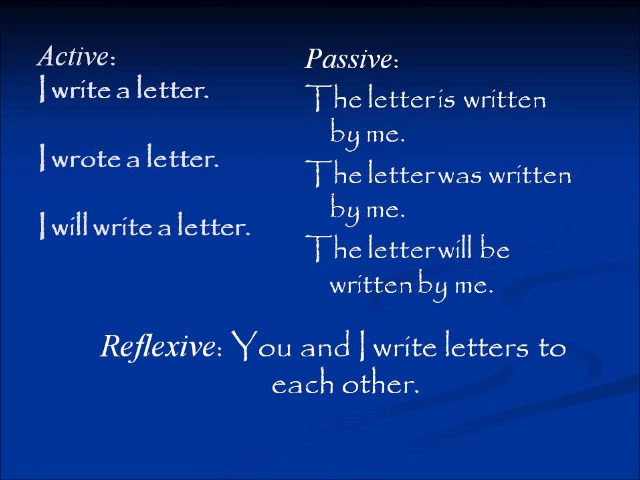 Active:
I write a letter.
I wrote a letter.
I will write a letter.
Passive:
The letter is written
by me.
The letter was written
by me.
The letter will be
written by me.
Reflexive: You and I write letters to
each other.